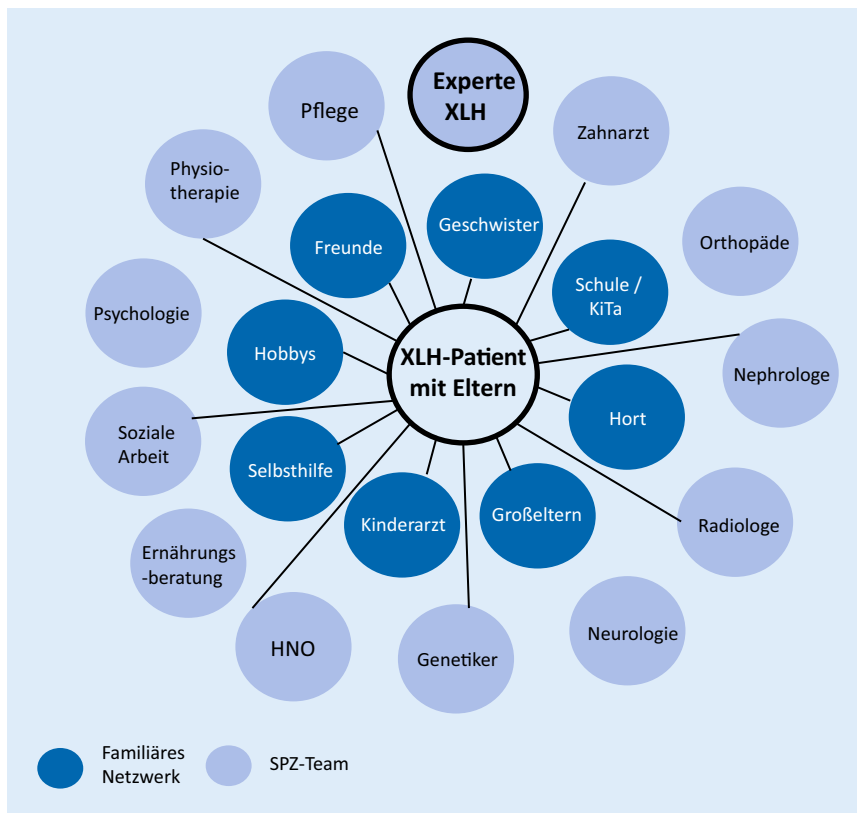 Experte
XLH
Pflege
Zahnarzt
Physio-
therapie
Geschwister
Freunde
Orthopäde
Schule /
KiTa
Psychologie
Hobbys
XLH-Patient
mit Eltern
Nephrologe
Hort
Soziale
Arbeit
Selbsthilfe
Kinderarzt
Großeltern
Radiologe
Ernährungs
-beratung
HNO
Genetiker
Neurologie
Familiäres
Netzwerk
SPZ-Team